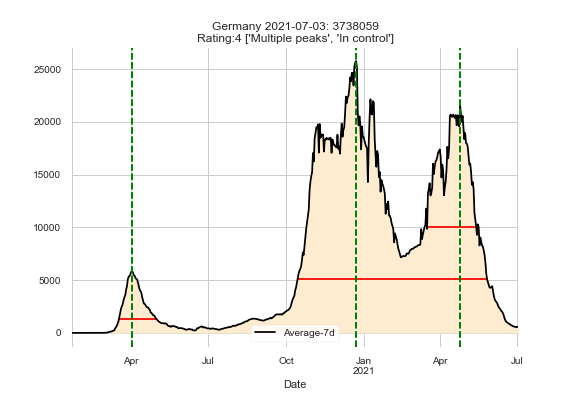 Germany 2021-07-03: 3738059
Rating:4 ['Multiple peaks', 'In control']
25000
20000
15000
10000
5000
0
Average-7d
Apr Jul Oct Jan Apr Jul
2021
Date